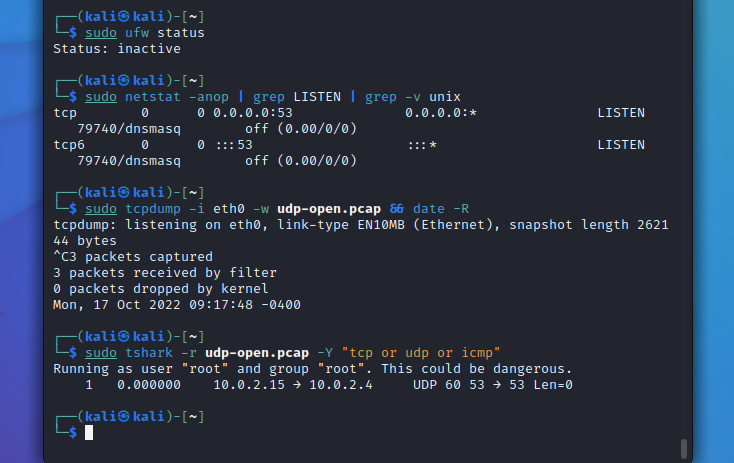 ┌──(kali㉿kali)-[~]
└─$ sudo ufw status
Status: inactive
┌──(kali㉿kali)-[~]
└─$ sudo netstat -anop | grep LISTEN | grep -v unix
tcp        0      0 0.0.0.0:53              0.0.0.0:*               LISTEN
   79740/dnsmasq        off (0.00/0/0)
tcp6       0      0 :::53                   :::*                    LISTEN
   79740/dnsmasq        off (0.00/0/0)
┌──(kali㉿kali)-[~]
└─$ sudo tcpdump -i eth0 -w udp-open.pcap && date -R
tcpdump: listening on eth0, link-type EN10MB (Ethernet), snapshot length 2621
44 bytes
^C3 packets captured
3 packets received by filter
0 packets dropped by kernel
Mon, 17 Oct 2022 09:17:48 -0400
┌──(kali㉿kali)-[~]
└─$ sudo tshark -r udp-open.pcap -Y "tcp or udp or icmp"
Running as user "root" and group "root". This could be dangerous.
    1   0.000000    10.0.2.15 → 10.0.2.4     UDP 60 53 → 53 Len=0
┌──(kali㉿kali)-[~]
└─$